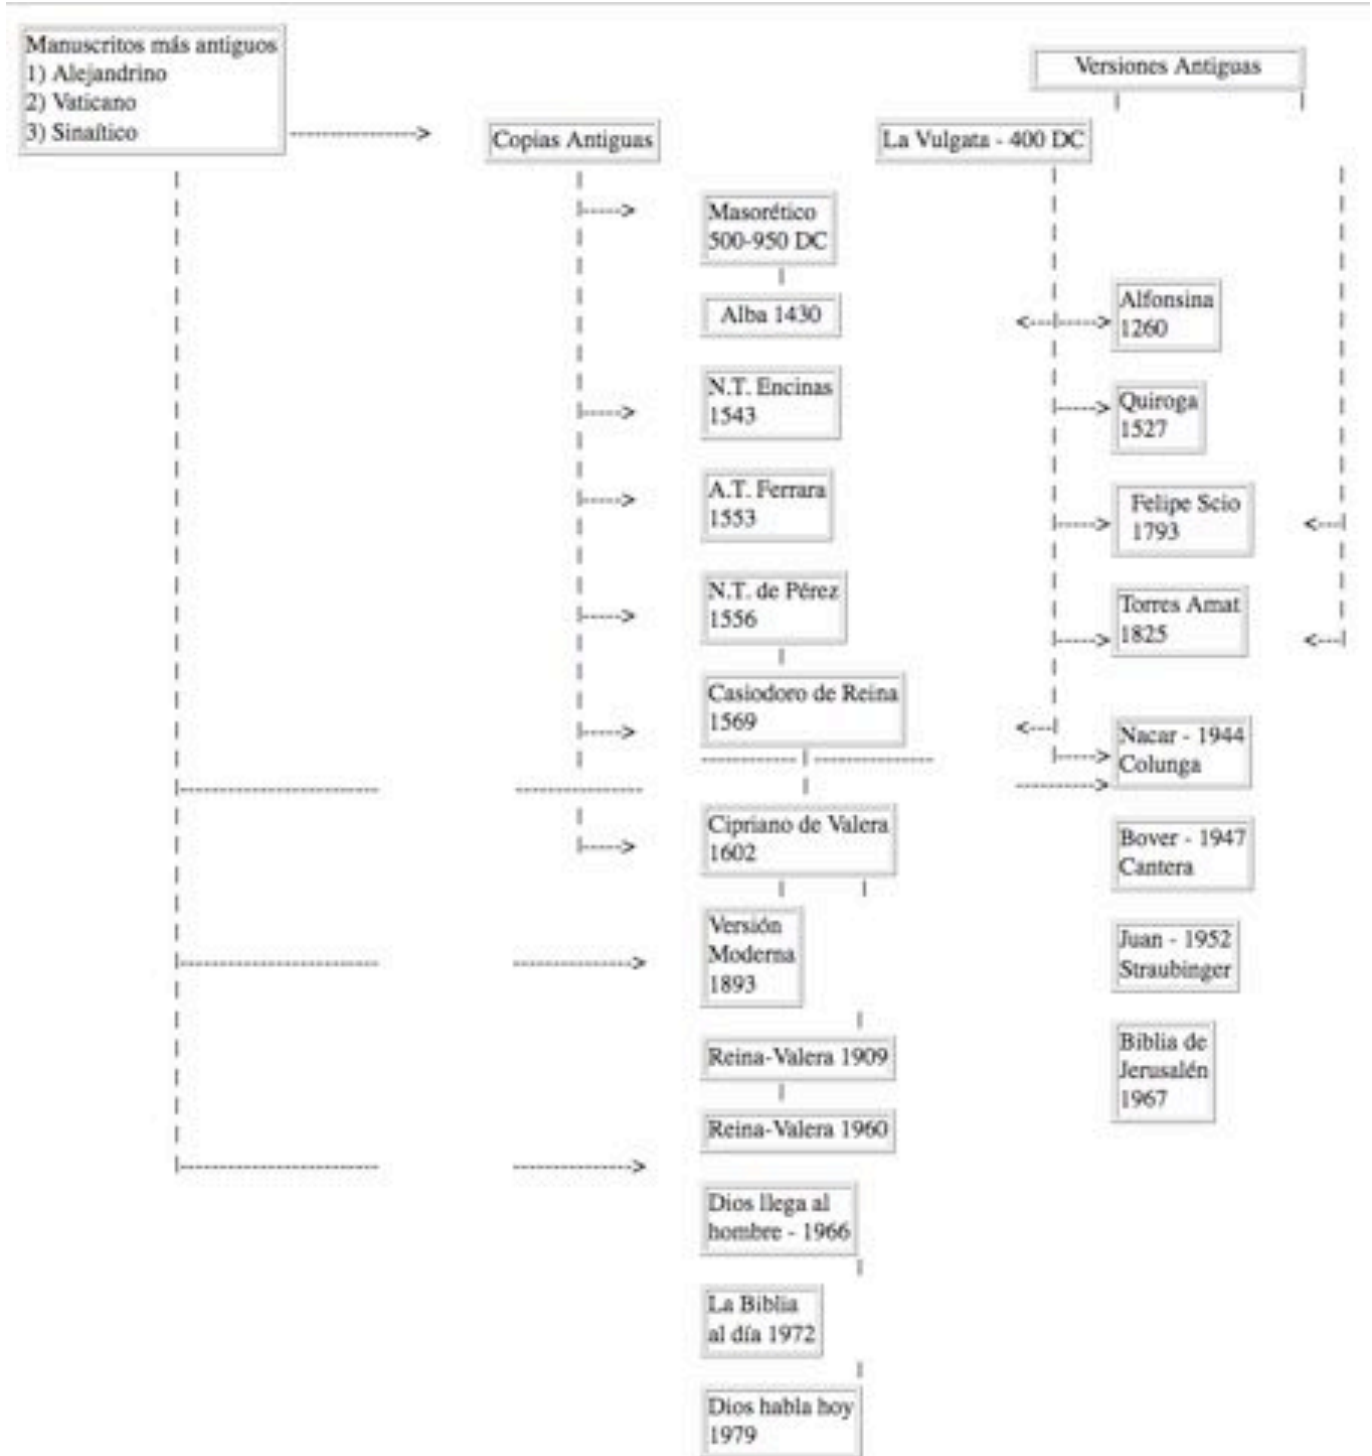 Manuscritos más antiguos
1) Alejandrino
2) Vaticano
3) Sinaítico
Versiones Antiguas
Copias Antiguas
La Vulgata - 400 DC
Masorético
500-950 DC
Alba 1430
N.T. Encinas
1543
A.T. Ferrara
1553
N.T. de Pérez
1556
Casiodoro de Reina
1569
Cipriano de Valera
1602
Versión
Moderna
1893
Reina-Valera 1909
Reina-Valera 1960
Dios llega al
hombre - 1966
La Biblia
al día 1972
Dios habla hoy
1979
Alfonsina
1260
Quiroga
1527
Felipe Scio
1793
Torres Amat
1825
Nacar - 1944
Colunga
Bover - 1947
Cantera
Juan - 1952
Straubinger
Biblia de
Jerusalén
1967